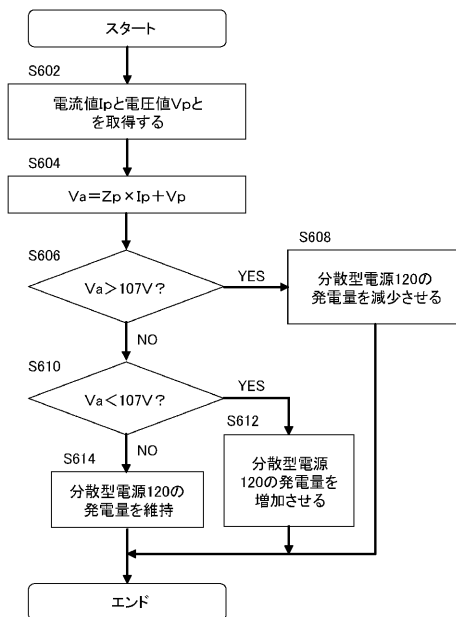 スタート
S602
電流値Ipと電圧値Vpと
を取得する
S604
Va=Zp×Ip+Vp
S606
Va>107V?
YES
S608
分散型電源120の
発電量を減少させる
NO
S610
Va<107V?
YES
S612
分散型電源
120の発電量を
増加させる
NO
S614
分散型電源120の
発電量を維持
エンド